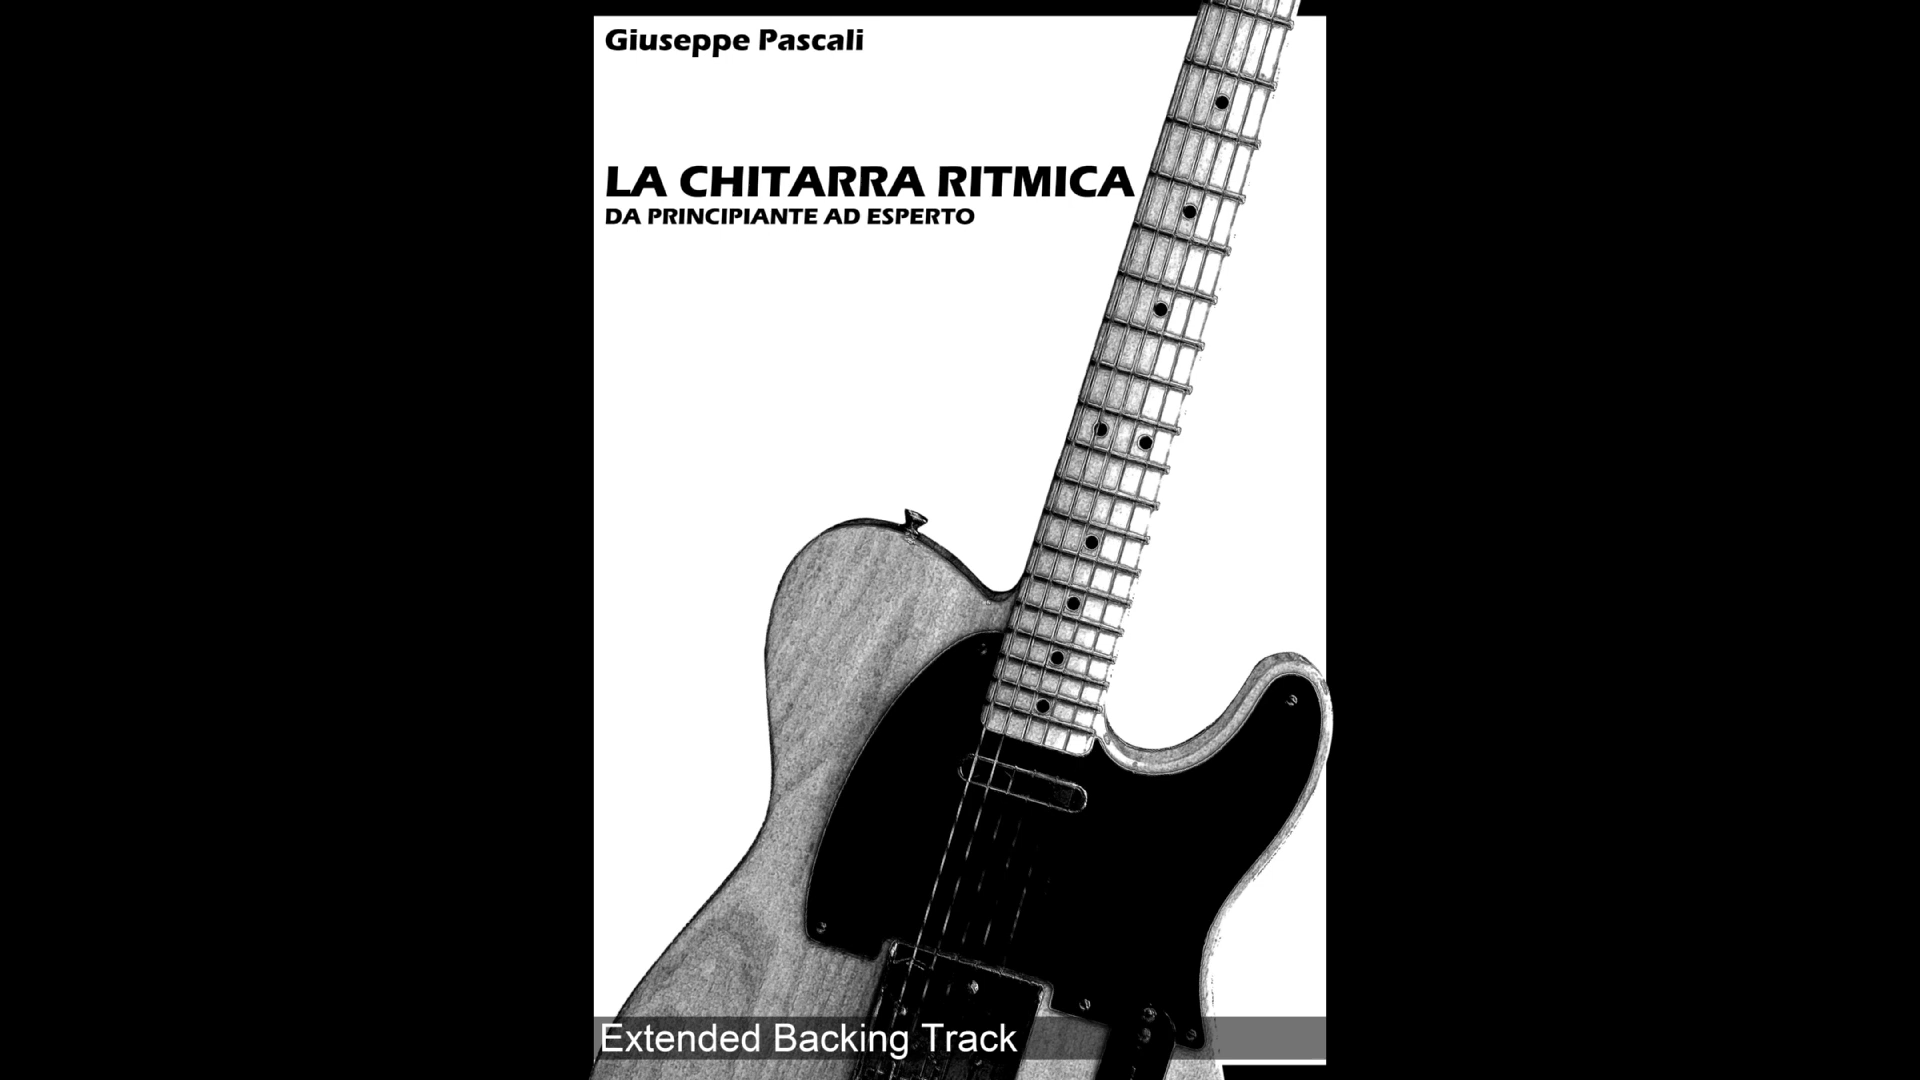 Giuseppe Pascali
LA CHITARRA RITMICA
DA PRINCIPIANTE AD ESPERTO
Extended Backing Track